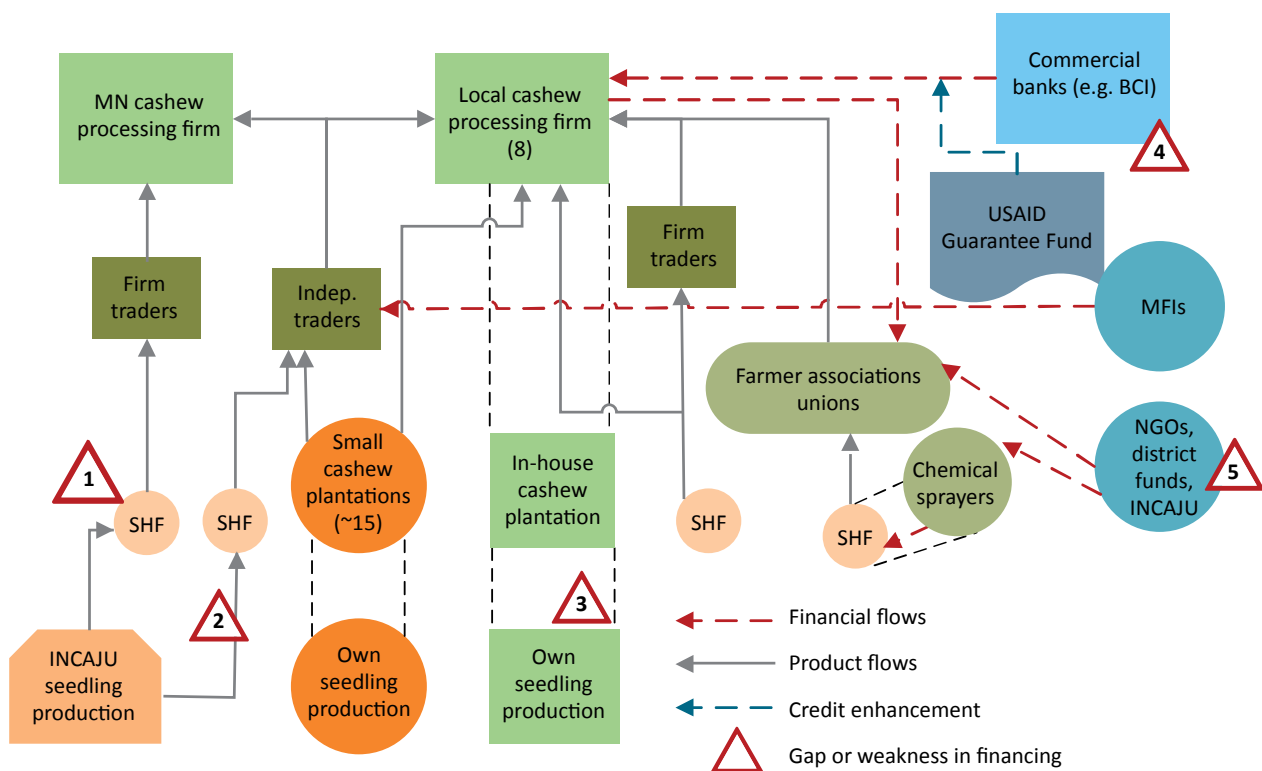 MN cashew
processing firm
Local cashew
processing firm
(8)
Commercial
banks (e.g. BCI)
4
USAID
Guarantee Fund
Firm
traders
Indep.
traders
Firm
traders
MFIs
Farmer associations
unions
1
SHF
SHF
Small
cashew
plantations
(~15)
In-house
cashew
plantation
SHF
SHF
Chemical
sprayers
NGOs,
district
funds,
INCAJU
5
2
3
INCAJU
seedling
production
Own
seedling
production
Own
seedling
production
Financial flows
Product flows
Credit enhancement
Gap or weakness in financing